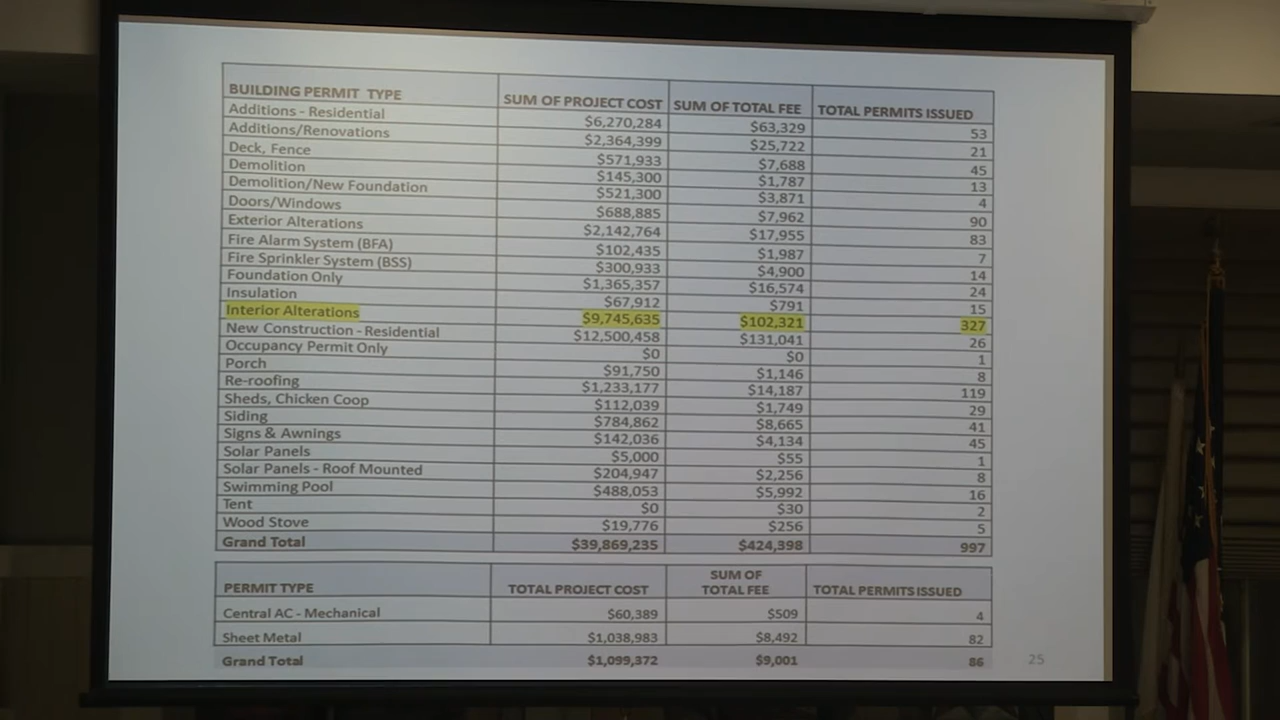 BUILDING PERMIT TYPE SUM OF PROJECT COST SUM OF TOTAL FEE TOTAL PERMITS ISSUED
Additions - Residential $6,270,284 $63,329 53
Additions/Renovations $2,364,399 $25,722 21
Deck, Fence $571,933 $7,688 45
Demolition $145,300 $1,787 13
Demolition/New Foundation $521,300 $3,871 4
Doors/Windows $688,885 $7,962 90
Exterior Alterations $2,142,764 $17,955 83
Fire Alarm System (BFA) $102,435 $1,987 7
Fire Sprinkler System (BSS) $300,933 $4,900 14
Foundation Only $1,365,357 $16,574 24
Insulation $67,912 $791 15
Interior Alterations $9,745,635 $102,321 327
New Construction - Residential $12,500,458 $131,041 26
Occupancy Permit Only $0 $0 1
Porch $91,750 $1,146 8
Re-roofing $1,233,177 $14,187 119
Sheds, Chicken Coop $112,039 $1,749 29
Siding $784,862 $8,665 41
Signs & Awnings $142,036 $4,134 45
Solar Panels $5,000 $55 1
Solar Panels - Roof Mounted $204,947 $2,256 8
Swimming Pool $488,053 $5,992 16
Tent $0 $30 2
Wood Stove $19,776 $256 5
Grand Total $39,869,235 $424,398 997
PERMIT TYPE TOTAL PROJECT COST SUM OF TOTAL FEE TOTAL PERMITS ISSUED
Central AC - Mechanical $60,389 $509 4
Sheet Metal $1,038,983 $8,492 82
Grand Total $1,099,372 $9,001 86
25